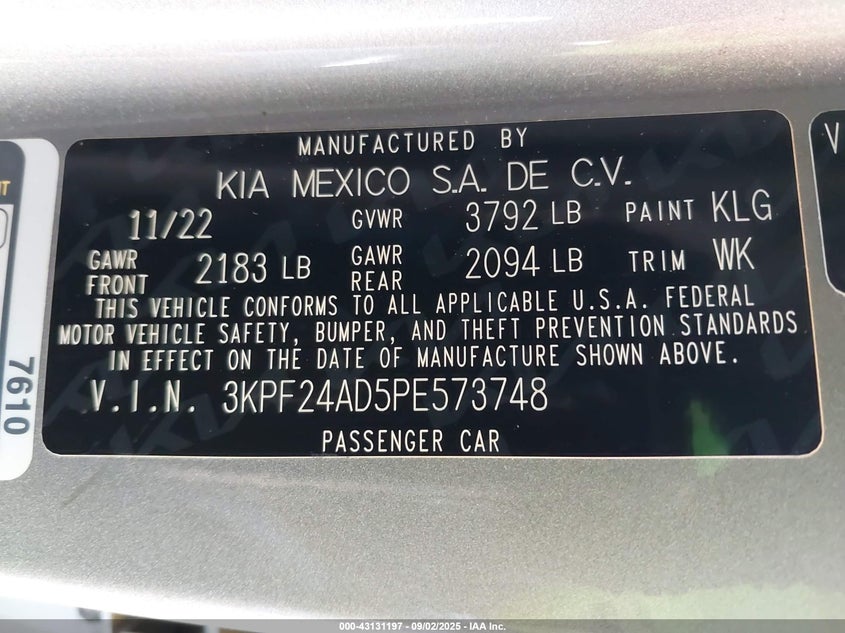 MANUFACTURED BY
KIA MEXICO S.A. DE C.V.
11/22 GVWR 3792 LB PAINT KLG
GAWR FRONT 2183 LB GAWR REAR 2094 LB TRIM WK
THIS VEHICLE CONFORMS TO ALL APPLICABLE U.S.A. FEDERAL
MOTOR VEHICLE SAFETY, BUMPER, AND THEFT PREVENTION STANDARDS
IN EFFECT ON THE DATE OF MANUFACTURE SHOWN ABOVE.
V.I.N. 3KPF24AD5PE573748
PASSENGER CAR
7610
V
000-43131197 - 09/02/2025 - IAA Inc.